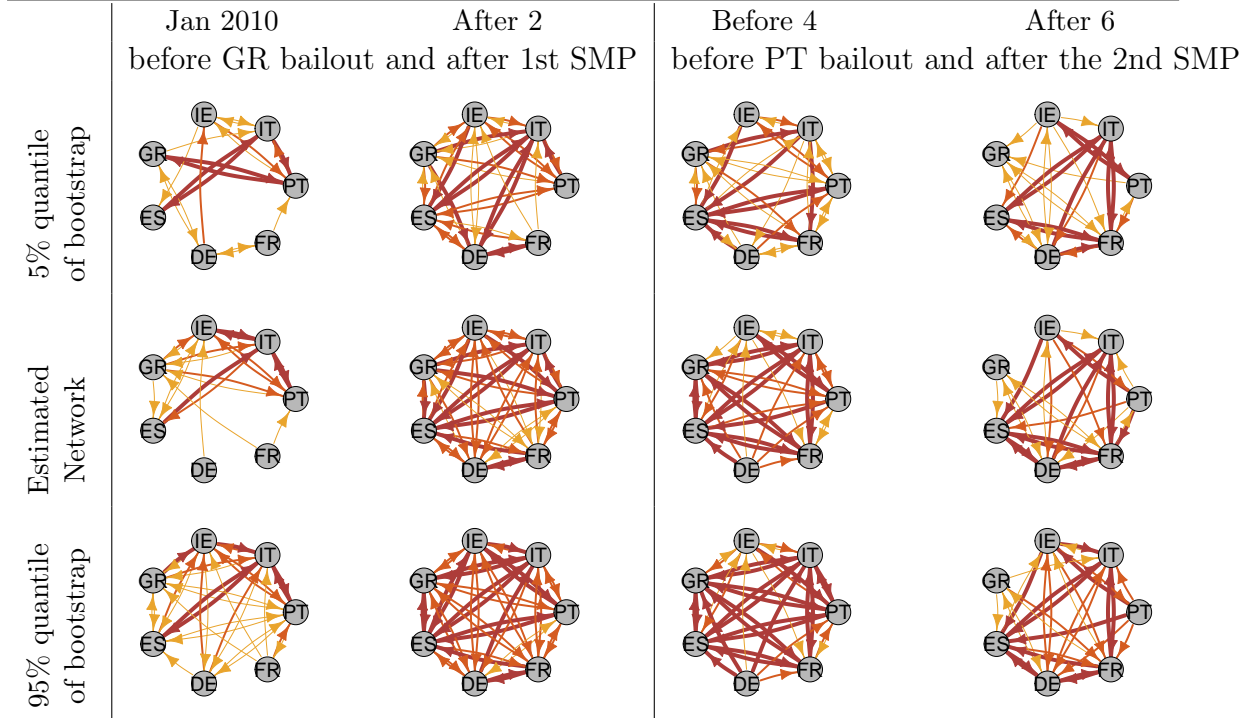 Jan 2010 After 2 Before 4 After 6
before GR bailout and after 1st SMP before PT bailout and after the 2nd SMP
5% quantile
of bootstrap
IE IT GR PT ES FR DE
IE IT GR PT ES FR DE
IE IT GR PT ES FR DE
IE IT GR PT ES FR DE
Estimated
Network
IE IT GR PT ES FR DE
IE IT GR PT ES FR DE
IE IT GR PT ES FR DE
IE IT GR PT ES FR DE
95% quantile
of bootstrap
IE IT GR PT ES FR DE
IE IT GR PT ES FR DE
IE IT GR PT ES FR DE
IE IT GR PT ES FR DE